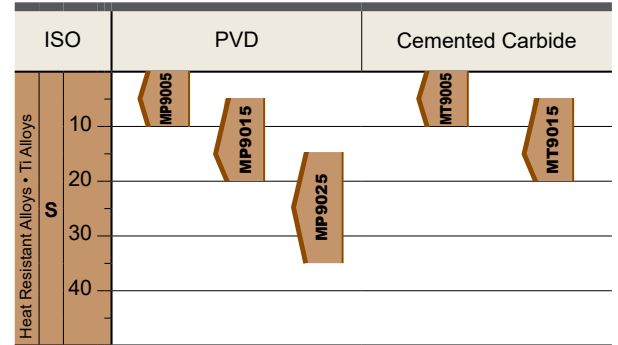 ISO
PVD
Cemented Carbide
Heat Resistant Alloys • Ti Alloys
S
10
20
30
40
MP9005
MP9015
MP9025
MT9005
MT9015